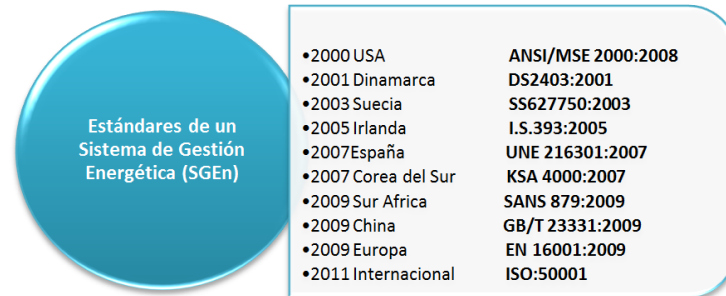 Estándares de un
Sistema de Gestión
Energética (SGEn)
•2000 USA ANSI/MSE 2000:2008
•2001 Dinamarca DS2403:2001
•2003 Suecia SS627750:2003
•2005 Irlanda I.S.393:2005
•2007España UNE 216301:2007
•2007 Corea del Sur KSA 4000:2007
•2009 Sur Africa SANS 879:2009
•2009 China GB/T 23331:2009
•2009 Europa EN 16001:2009
•2011 Internacional ISO:50001